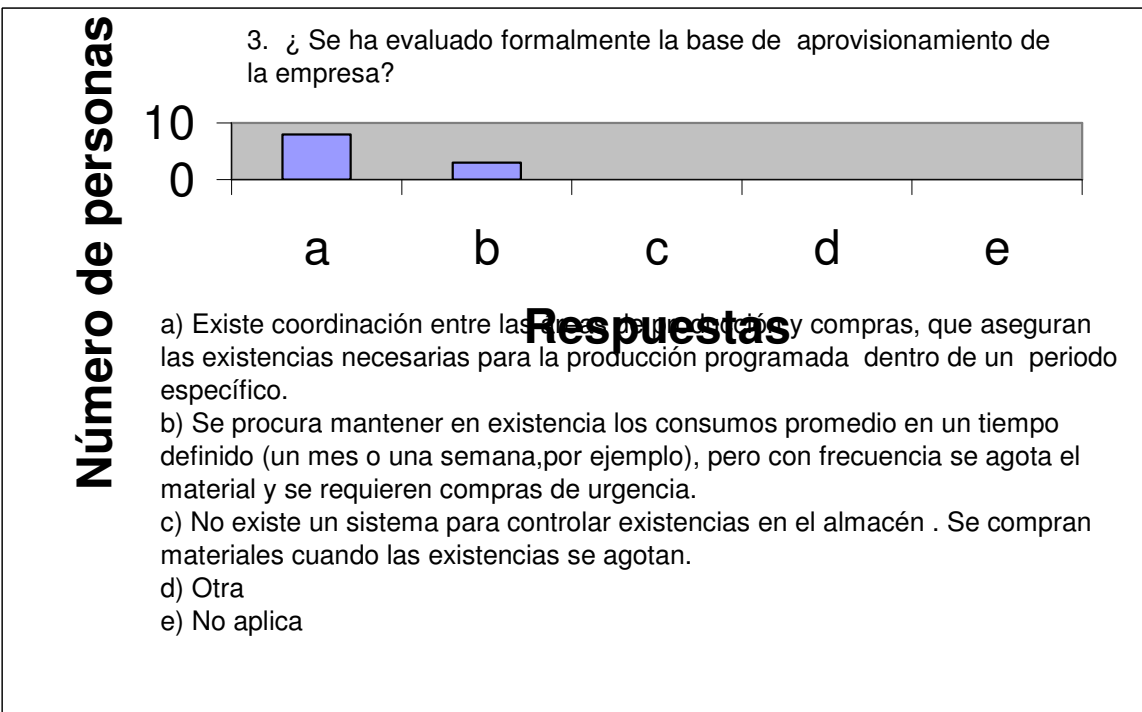 Número de personas
3. ¿ Se ha evaluado formalmente la base de aprovisionamiento de
la empresa?
10
0
a b c d e
Respuestas
a) Existe coordinación entre las áreas de producción y compras, que aseguran
las existencias necesarias para la producción programada dentro de un periodo
específico.
b) Se procura mantener en existencia los consumos promedio en un tiempo
definido (un mes o una semana,por ejemplo), pero con frecuencia se agota el
material y se requieren compras de urgencia.
c) No existe un sistema para controlar existencias en el almacén . Se compran
materiales cuando las existencias se agotan.
d) Otra
e) No aplica